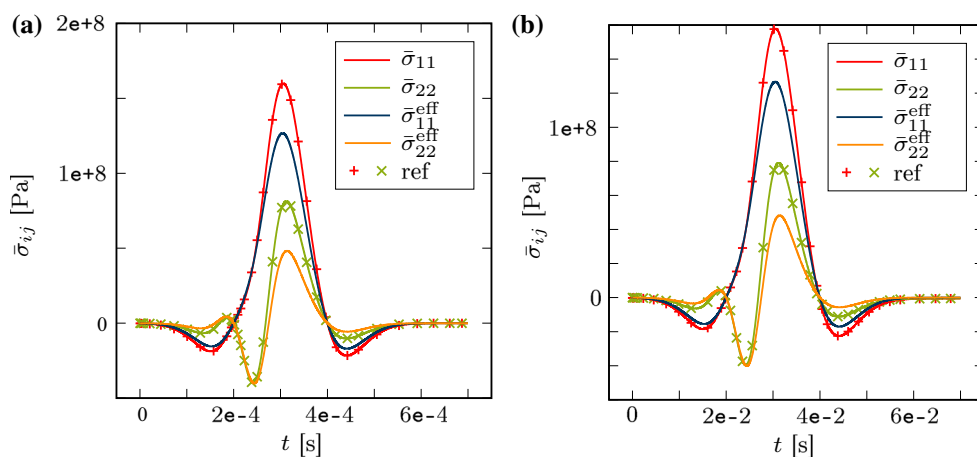 (a)
2e+8
1e+8
0
σ̄ᵢⱼ [Pa]
σ̄₁₁
σ̄₂₂
σ̄₁₁ᵉᶠᶠ
σ̄₂₂ᵉᶠᶠ
ref
0 2e-4 4e-4 6e-4
t [s]
(b)
1e+8
0
σ̄ᵢⱼ [Pa]
σ̄₁₁
σ̄₂₂
σ̄₁₁ᵉᶠᶠ
σ̄₂₂ᵉᶠᶠ
ref
0 2e-2 4e-2 6e-2
t [s]